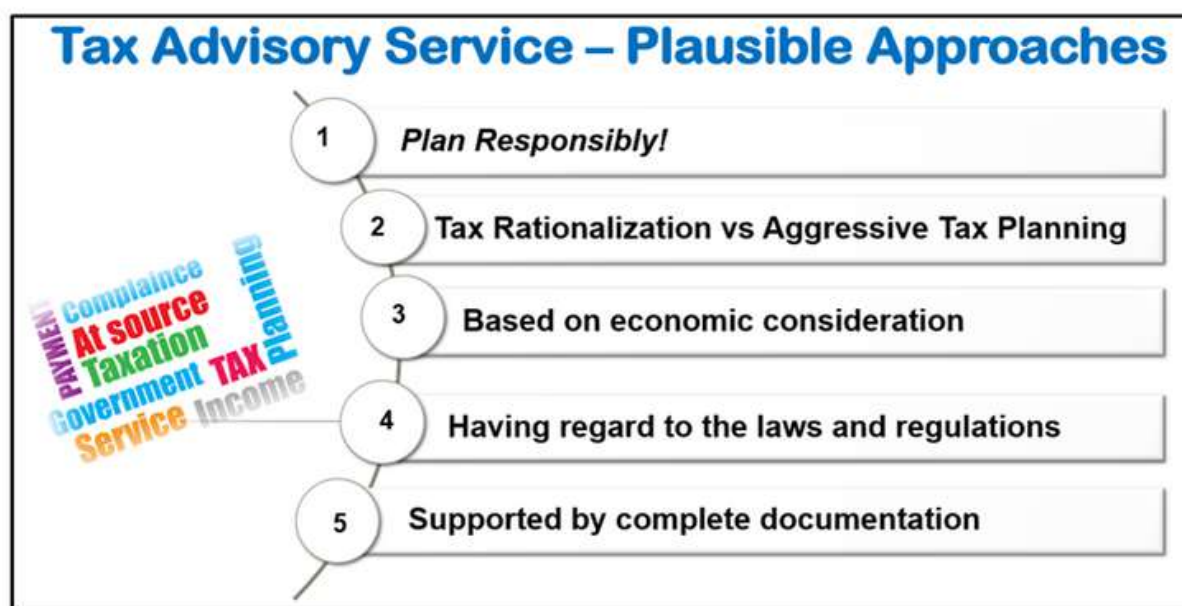 Tax Advisory Service – Plausible Approaches
1
Plan Responsibly!
2
Tax Rationalization vs Aggressive Tax Planning
3
Based on economic consideration
4
Having regard to the laws and regulations
5
Supported by complete documentation
PAYMENT
Complaince
At source
Taxation
Planning
Government TAX
Service Income